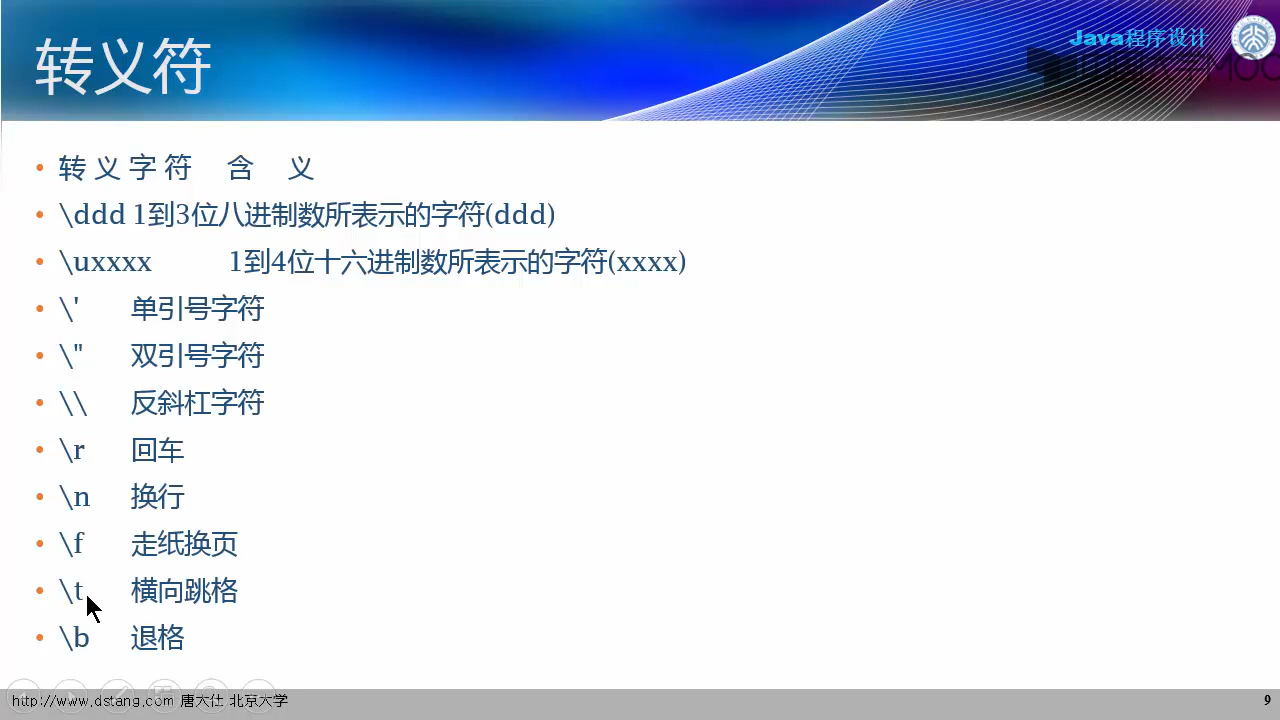 转义符
Java程序设计
转 义 字 符 含 义
\ddd 1到3位八进制数所表示的字符(ddd)
\uxxxx 1到4位十六进制数所表示的字符(xxxx)
\' 单引号字符
\" 双引号字符
\\ 反斜杠字符
\r 回车
\n 换行
\f 走纸换页
\t 横向跳格
\b 退格
http://www.dstang.com 唐大仕 北京大学
9